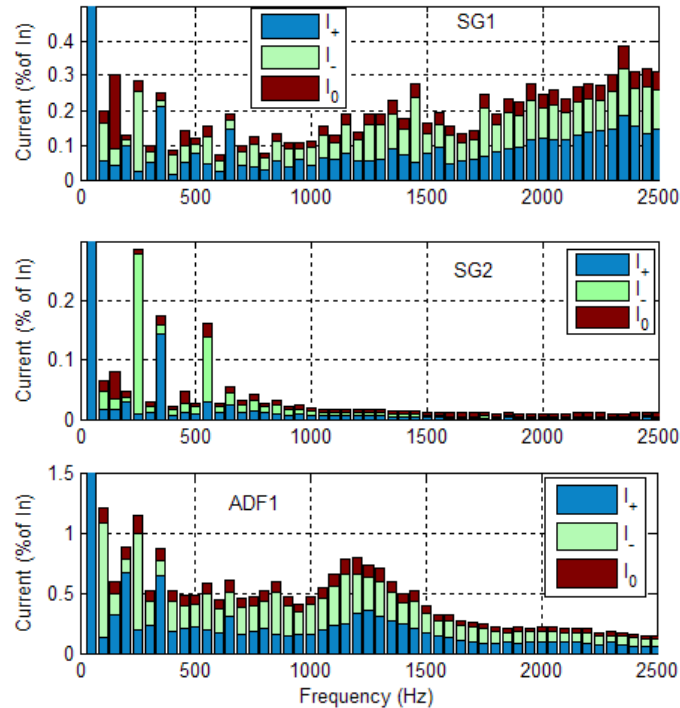 SG1
I+
I-
I0
Current (%of In)
0.4
0.3
0.2
0.1
0
0 500 1000 1500 2000 2500
SG2
I+
I-
I0
Current (% of In)
0.2
0.1
0
0 500 1000 1500 2000 2500
ADF1
I+
I-
I0
Current (%of In)
1.5
1
0.5
0
0 500 1000 1500 2000 2500
Frequency (Hz)